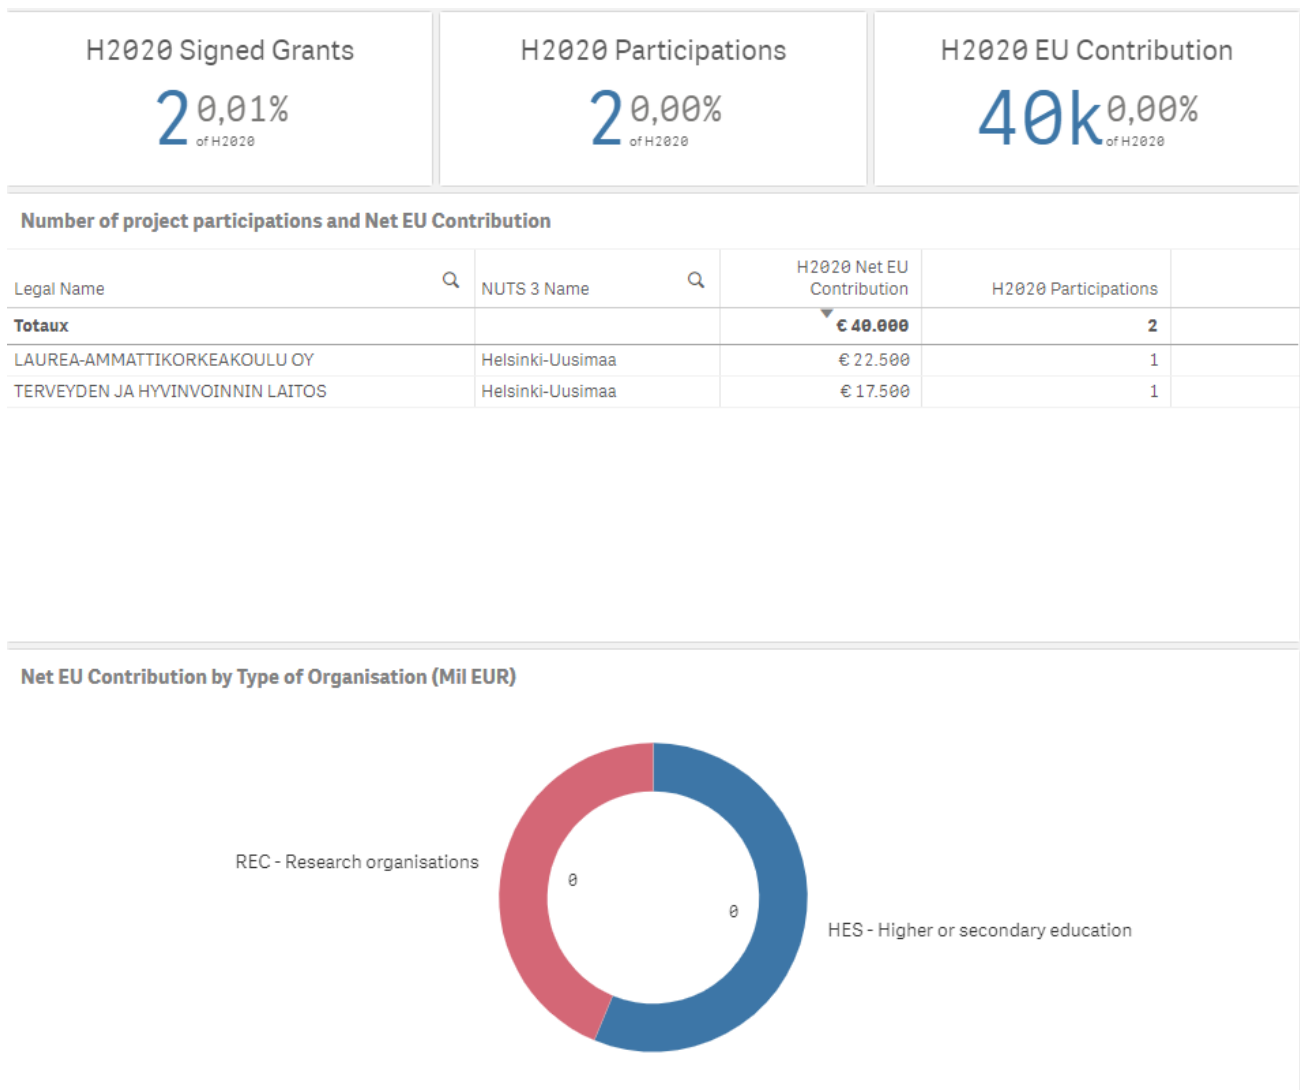 H2020 Signed Grants
2 0,01%
of H2020
H2020 Participations
2 0,00%
of H2020
H2020 EU Contribution
40k 0,00%
of H2020
Number of project participations and Net EU Contribution
Legal Name NUTS 3 Name H2020 Net EU Contribution H2020 Participations
Totaux € 40.000 2
LAUREA-AMMATTIKORKEAKOULU OY Helsinki-Uusimaa € 22.500 1
TERVEYDEN JA HYVINVOINNIN LAITOS Helsinki-Uusimaa € 17.500 1
Net EU Contribution by Type of Organisation (Mil EUR)
REC - Research organisations
0
0
HES - Higher or secondary education